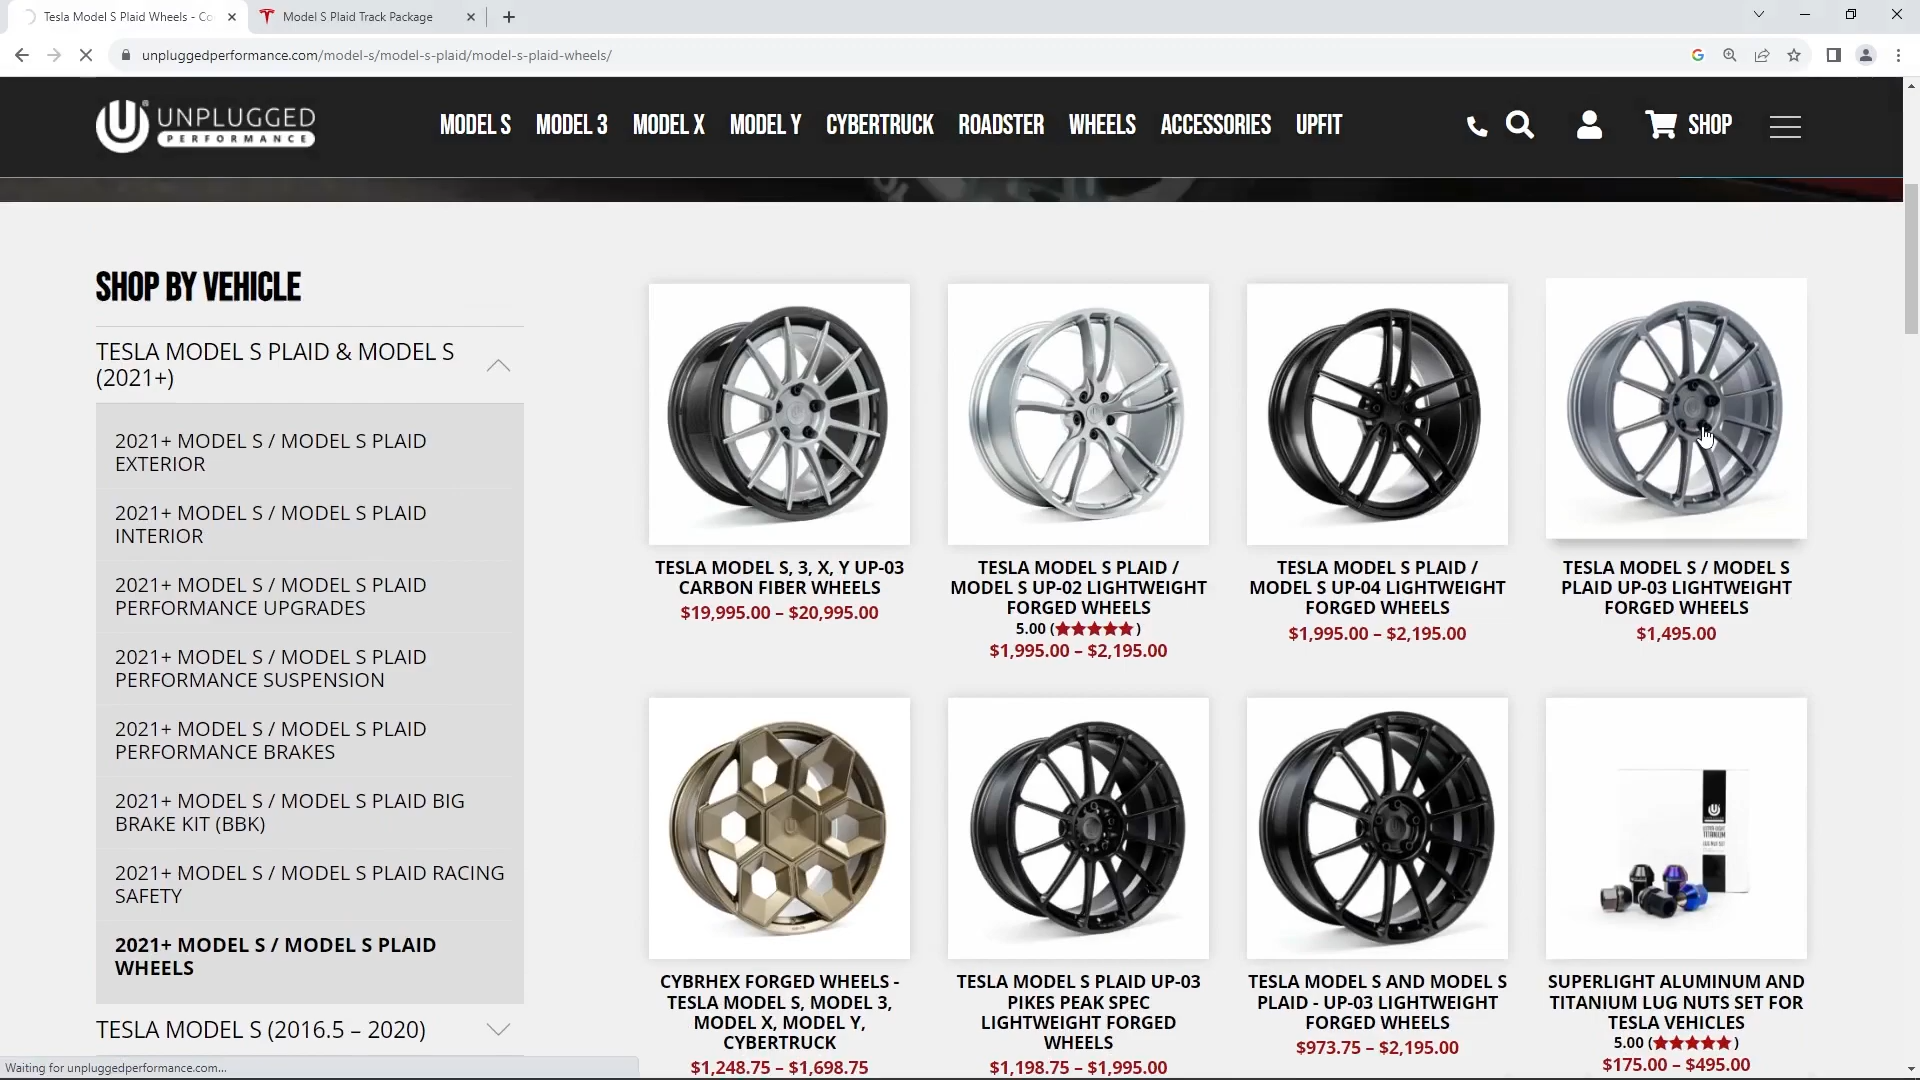 Tesla Model S Plaid Wheels - Co
Model S Plaid Track Package
unpluggedperformance.com/model-s/model-s-plaid/model-s-plaid-wheels/
UNPLUGGED
PERFORMANCE
MODEL S MODEL 3 MODEL X MODEL Y CYBERTRUCK ROADSTER WHEELS ACCESSORIES UPFIT
SHOP
SHOP BY VEHICLE
TESLA MODEL S PLAID & MODEL S
(2021+)
2021+ MODEL S / MODEL S PLAID
EXTERIOR
2021+ MODEL S / MODEL S PLAID
INTERIOR
2021+ MODEL S / MODEL S PLAID
PERFORMANCE UPGRADES
2021+ MODEL S / MODEL S PLAID
PERFORMANCE SUSPENSION
2021+ MODEL S / MODEL S PLAID
PERFORMANCE BRAKES
2021+ MODEL S / MODEL S PLAID BIG
BRAKE KIT (BBK)
2021+ MODEL S / MODEL S PLAID RACING
SAFETY
2021+ MODEL S / MODEL S PLAID
WHEELS
TESLA MODEL S (2016.5 – 2020)
TESLA MODEL S, 3, X, Y UP-03
CARBON FIBER WHEELS
$19,995.00 – $20,995.00
TESLA MODEL S PLAID /
MODEL S UP-02 LIGHTWEIGHT
FORGED WHEELS
5.00 (★★★★★)
$1,995.00 – $2,195.00
TESLA MODEL S PLAID /
MODEL S UP-04 LIGHTWEIGHT
FORGED WHEELS
$1,995.00 – $2,195.00
TESLA MODEL S / MODEL S
PLAID UP-03 LIGHTWEIGHT
FORGED WHEELS
$1,495.00
CYBRHEX FORGED WHEELS -
TESLA MODEL S, MODEL 3,
MODEL X, MODEL Y,
CYBERTRUCK
$1,248.75 – $1,698.75
TESLA MODEL S PLAID UP-03
PIKES PEAK SPEC
LIGHTWEIGHT FORGED
WHEELS
$1,198.75 – $1,995.00
TESLA MODEL S AND MODEL S
PLAID - UP-03 LIGHTWEIGHT
FORGED WHEELS
$973.75 – $2,195.00
TITANIUM
SUPERLIGHT ALUMINUM AND
TITANIUM LUG NUTS SET FOR
TESLA VEHICLES
5.00 (★★★★★)
$175.00 – $495.00
Waiting for unpluggedperformance.com...